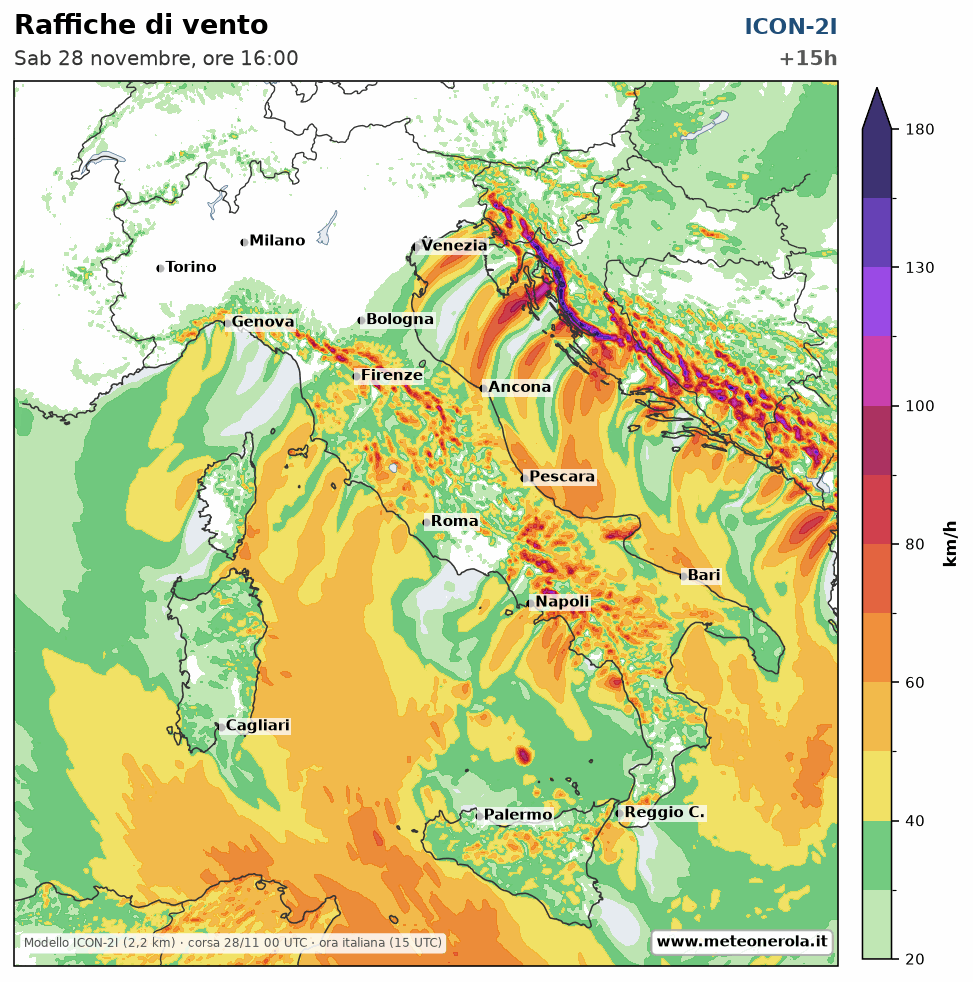 Raffiche di vento
ICON-2I
Sab 28 novembre, ore 16:00
+15h
180
130
100
80
60
40
20
km/h
Venezia
Milano
Torino
Bologna
Genova
Firenze
Ancona
Pescara
Roma
Bari
Napoli
Cagliari
Palermo
Reggio C.
Modello ICON-2I (2,2 km) · corsa 28/11 00 UTC · ora italiana (15 UTC)
www.meteonerola.it